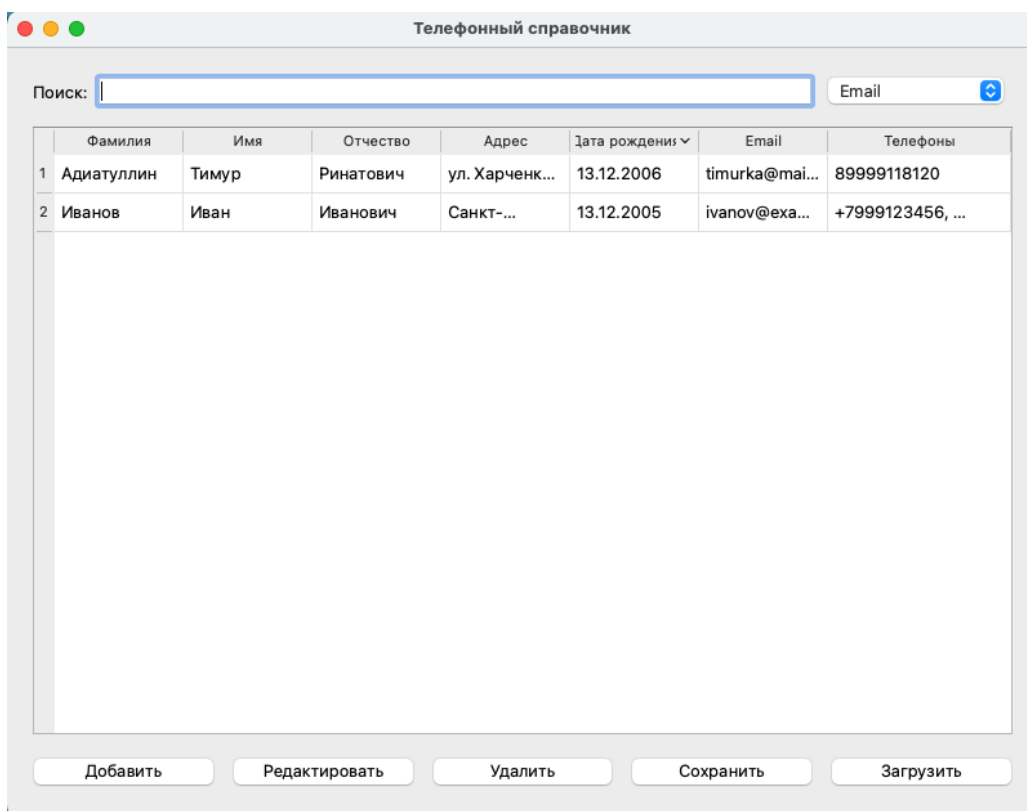 Телефонный справочник
Поиск: Email
Фамилия Имя Отчество Адрес Дата рождения Email Телефоны
1 Адиатуллин Тимур Ринатович ул. Харченк... 13.12.2006 timurka@mai... 89999118120
2 Иванов Иван Иванович Санкт-... 13.12.2005 ivanov@exa... +7999123456, ...
Добавить Редактировать Удалить Сохранить Загрузить